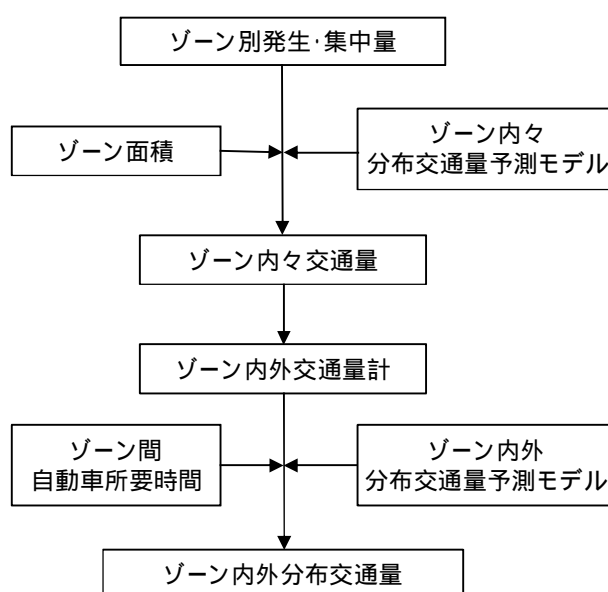 ゾーン別発生・集中量
ゾーン面積
ゾーン内々
分布交通量予測モデル
ゾーン内々交通量
ゾーン内外交通量計
ゾーン間
自動車所要時間
ゾーン内外
分布交通量予測モデル
ゾーン内外分布交通量